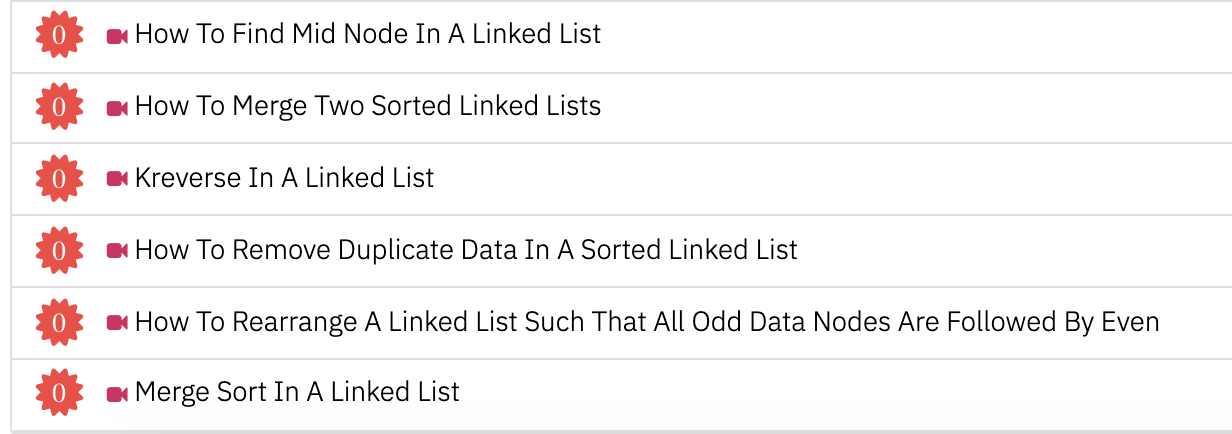 0 How To Find Mid Node In A Linked List
0 How To Merge Two Sorted Linked Lists
0 Kreverse In A Linked List
0 How To Remove Duplicate Data In A Sorted Linked List
0 How To Rearrange A Linked List Such That All Odd Data Nodes Are Followed By Even
0 Merge Sort In A Linked List